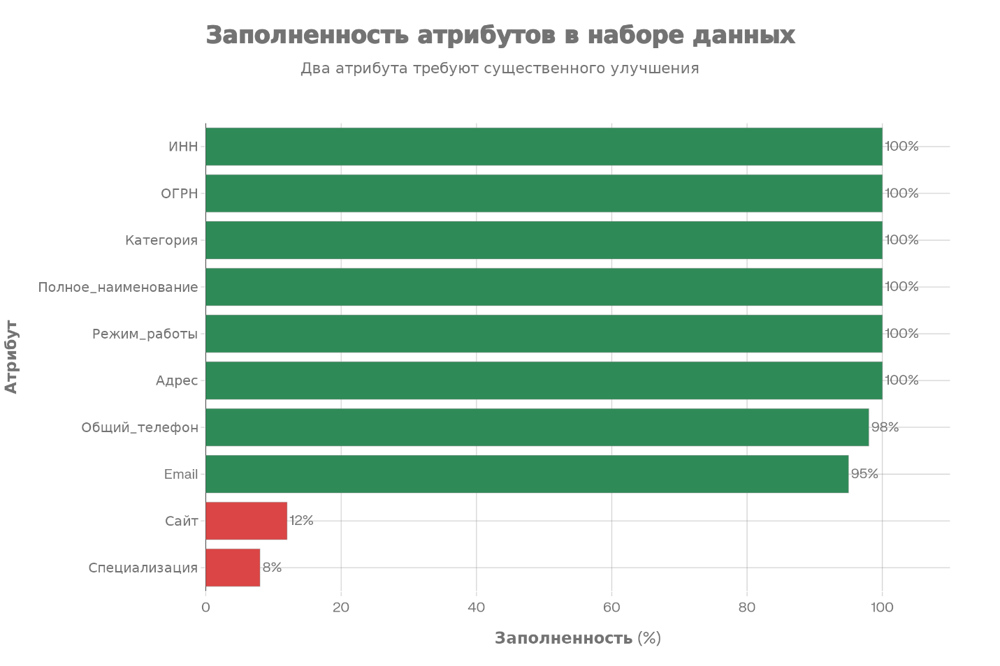 Заполненность атрибутов в наборе данных
Два атрибута требуют существенного улучшения
Атрибут
ИНН 100%
ОГРН 100%
Категория 100%
Полное_наименование 100%
Режим_работы 100%
Адрес 100%
Общий_телефон 98%
Email 95%
Сайт 12%
Специализация 8%
0 20 40 60 80 100
Заполненность (%)